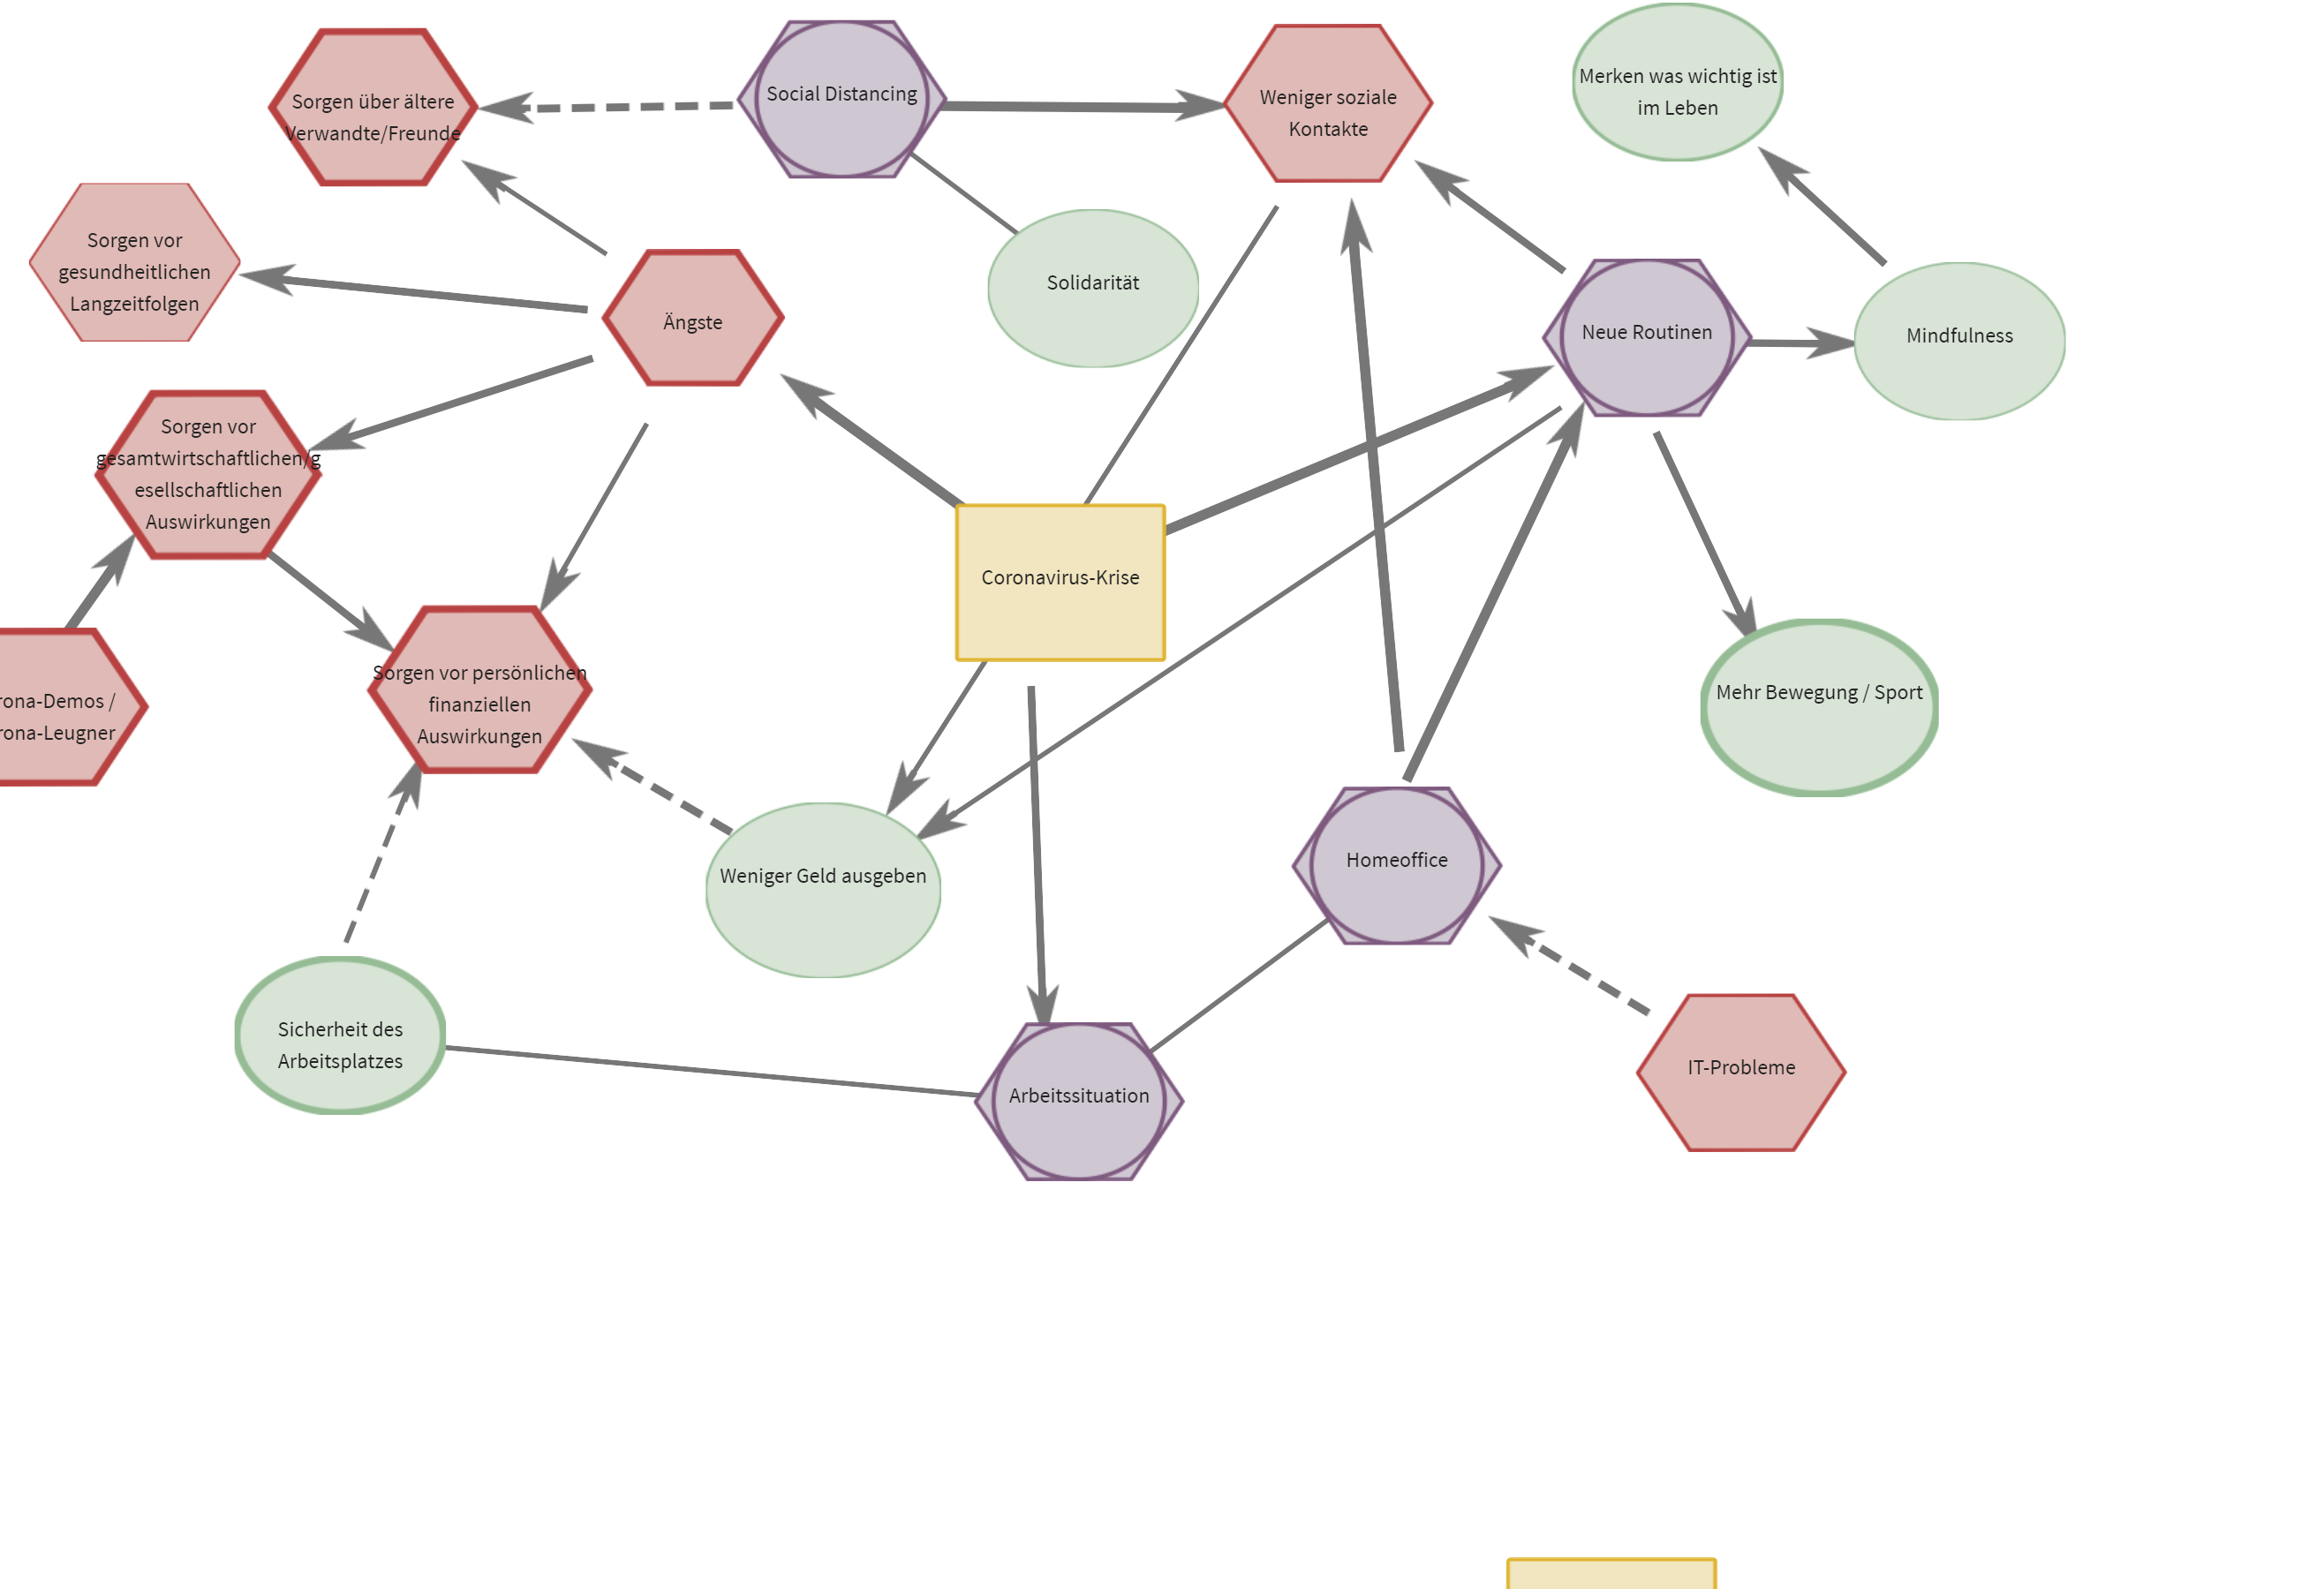 Merken was wichtig ist
im Leben
Social Distancing
Weniger soziale
Kontakte
Sorgen über ältere
Verwandte/Freunde
Sorgen vor
gesundheitlichen
Langzeitfolgen
Solidarität
Ängste
Neue Routinen
Mindfulness
Sorgen vor
gesamtwirtschaftlichen/g
esellschaftlichen
Auswirkungen
Coronavirus-Krise
Sorgen vor persönlichen
finanziellen
Auswirkungen
rona-Demos /
rona-Leugner
Mehr Bewegung / Sport
Homeoffice
Weniger Geld ausgeben
Sicherheit des
Arbeitsplatzes
IT-Probleme
Arbeitssituation